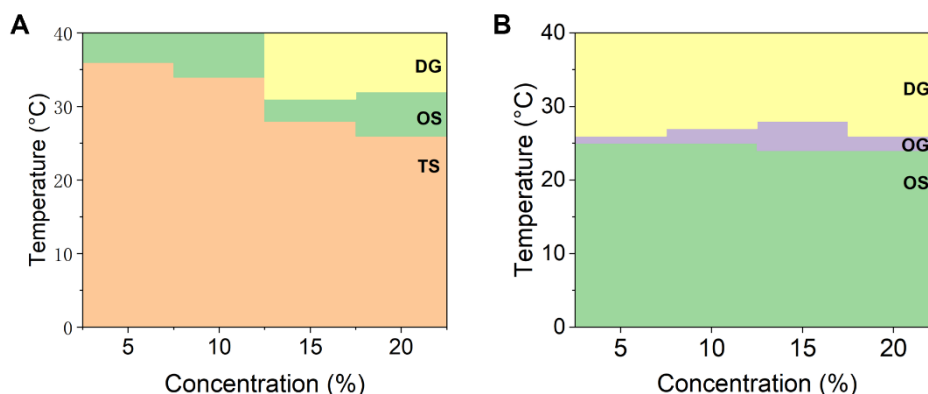 A
Temperature (°C)
40
30
20
10
0
DG
OS
TS
5 10 15 20
Concentration (%)
B
Temperature (°C)
40
30
20
10
0
DG
OG
OS
5 10 15 20
Concentration (%)